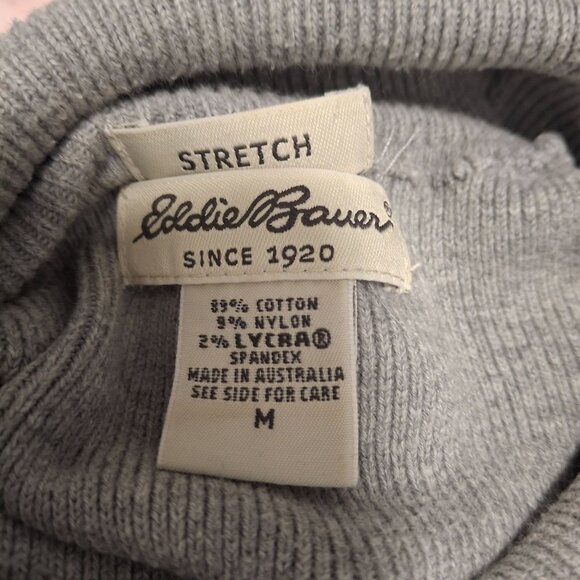 STRETCH
Eddie Bauer®
SINCE 1920
89% COTTON
9% NYLON
2% LYCRA®
SPANDEX
MADE IN AUSTRALIA
SEE SIDE FOR CARE
M